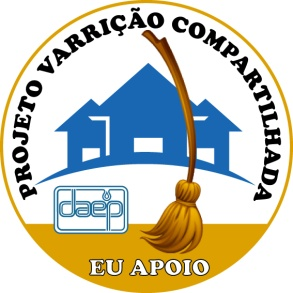 PROJETO VARRIÇÃO COMPARTILHADA
daep
EU APOIO